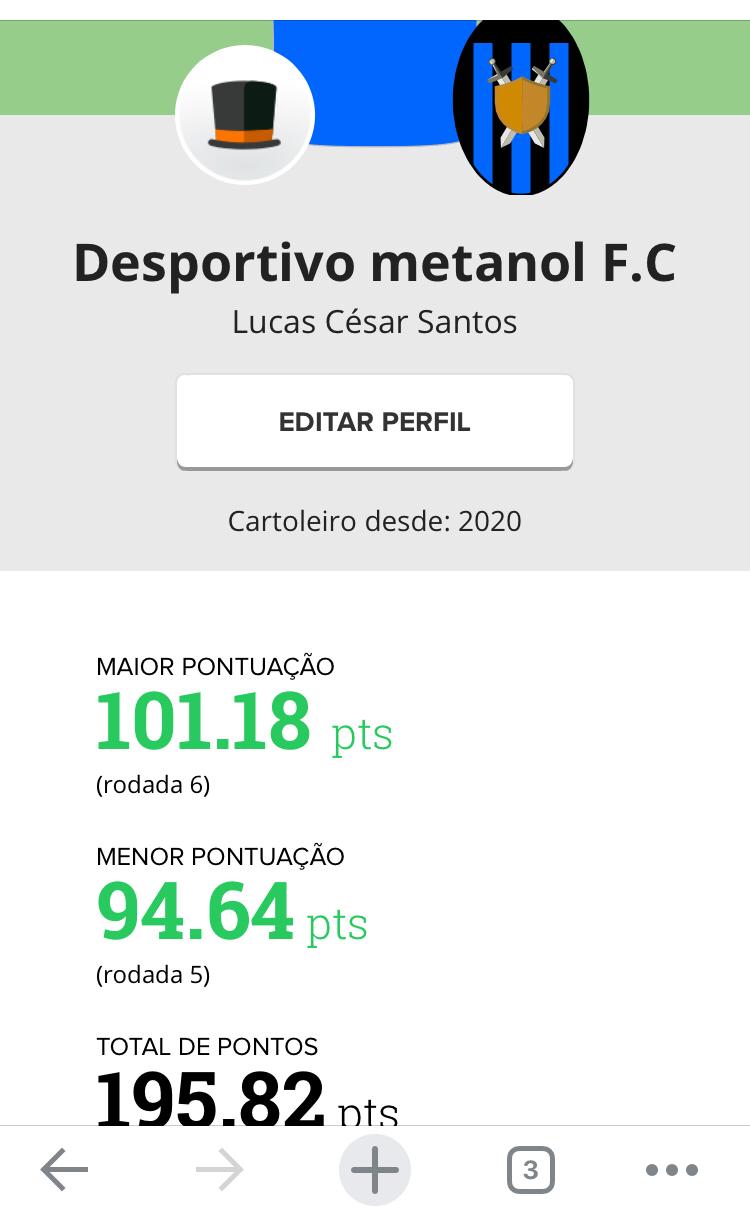 Desportivo metanol F.C
Lucas César Santos
EDITAR PERFIL
Cartoleiro desde: 2020
MAIOR PONTUAÇÃO
101.18 pts
(rodada 6)
MENOR PONTUAÇÃO
94.64 pts
(rodada 5)
TOTAL DE PONTOS
195.82 pts
3